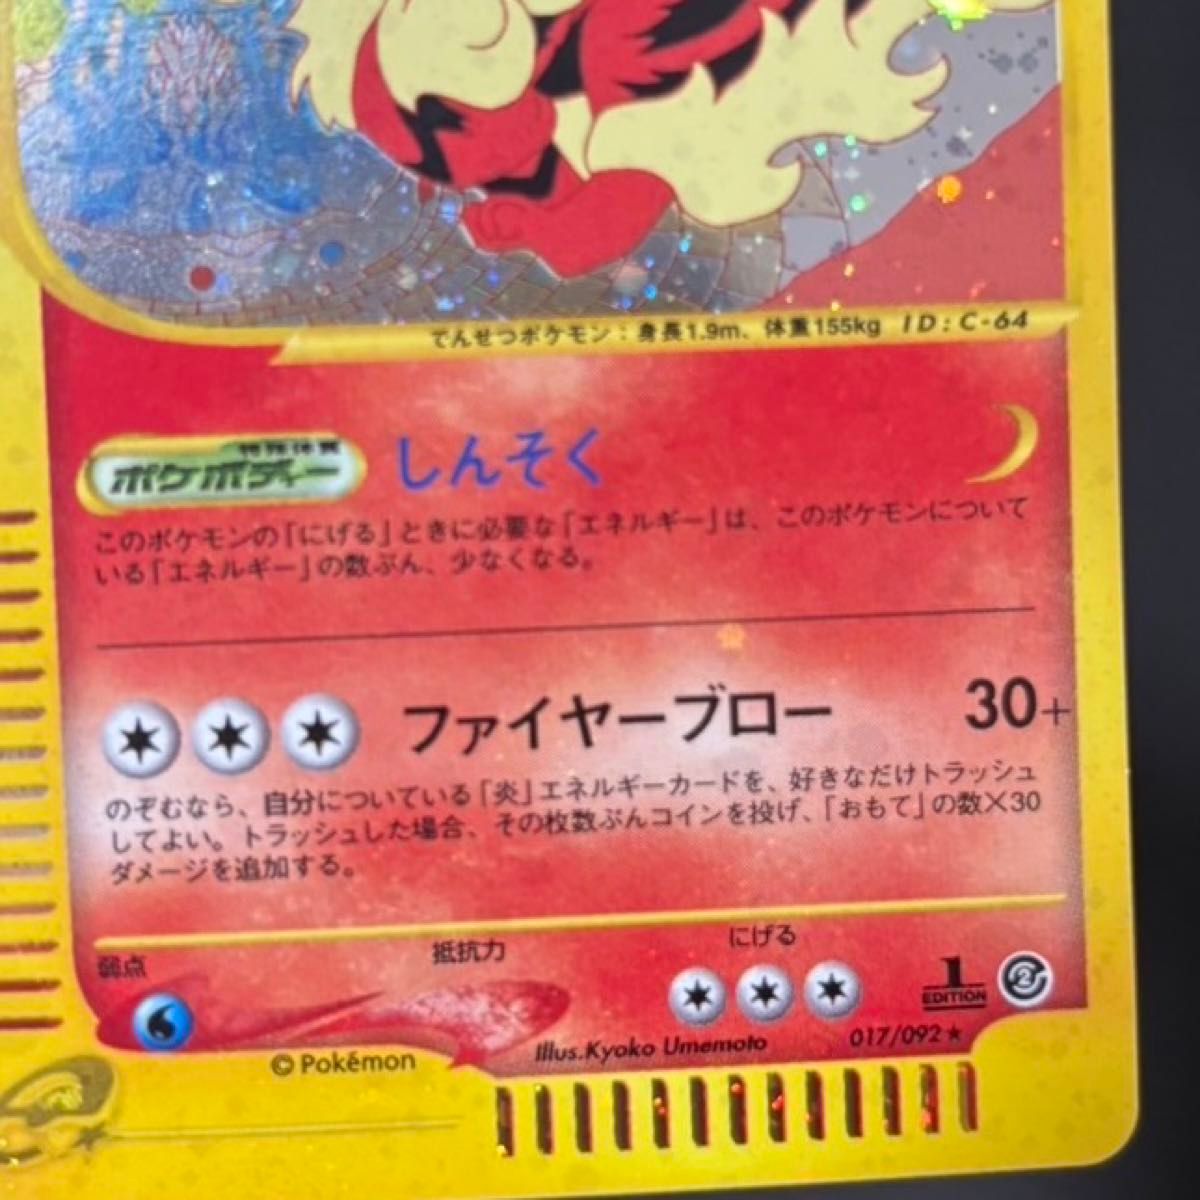 でんせつポケモン：身長1.9m、体重155kg ID:C-64
特殊体質
ポケボディー しんそく
このポケモンの「にげる」ときに必要な「エネルギー」は、このポケモンについて
いる「エネルギー」の数ぶん、少なくなる。
ファイヤーブロー 30+
のぞむなら、自分についている「炎」エネルギーカードを、好きなだけトラッシュ
してよい。トラッシュした場合、その枚数ぶんコインを投げ、「おもて」の数×30
ダメージを追加する。
弱点 抵抗力 にげる
1
EDITION
2
© Pokémon Illus.Kyoko Umemoto 017/092 ★